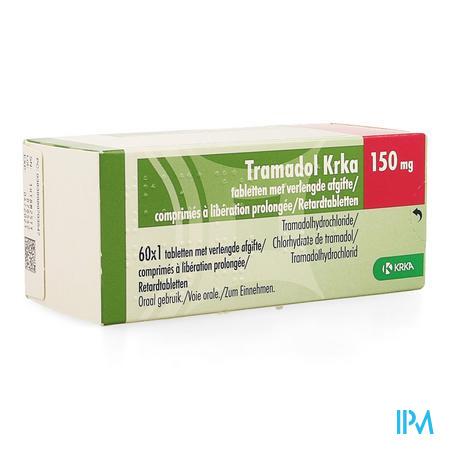 Tramadol Krka
150 mg
tabletten met verlengde afgifte/
comprimés à libération prolongée/Retardtabletten
Tramadolhydrochloride/
Chlorhydrate de tramadol/
Tramadolhydrochlorid
60x1 tabletten met verlengde afgifte/
comprimés à libération prolongée/
Retardtabletten
Oraal gebruik./Voie orale./Zum Einnehmen.
KRKA
IPM